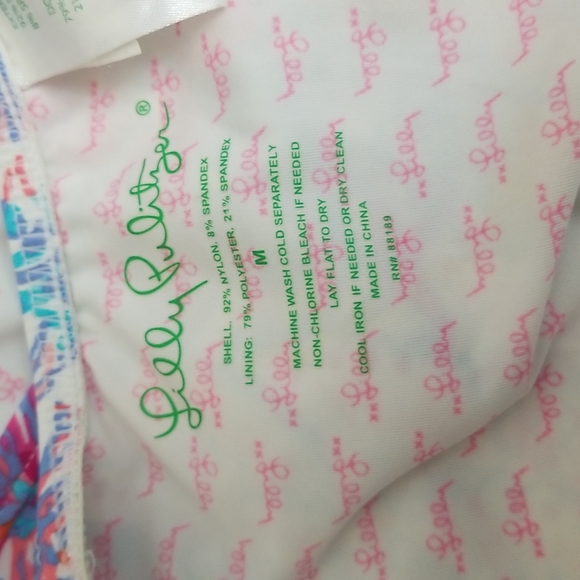 Lilly Pulitzer®
SHELL: 92% NYLON, 8% SPANDEX
LINING: 79% POLYESTER, 21% SPANDEX
M
MACHINE WASH COLD SEPARATELY
NON-CHLORINE BLEACH IF NEEDED
LAY FLAT TO DRY
COOL IRON IF NEEDED OR DRY CLEAN
MADE IN CHINA
RN# 88189
Lilly